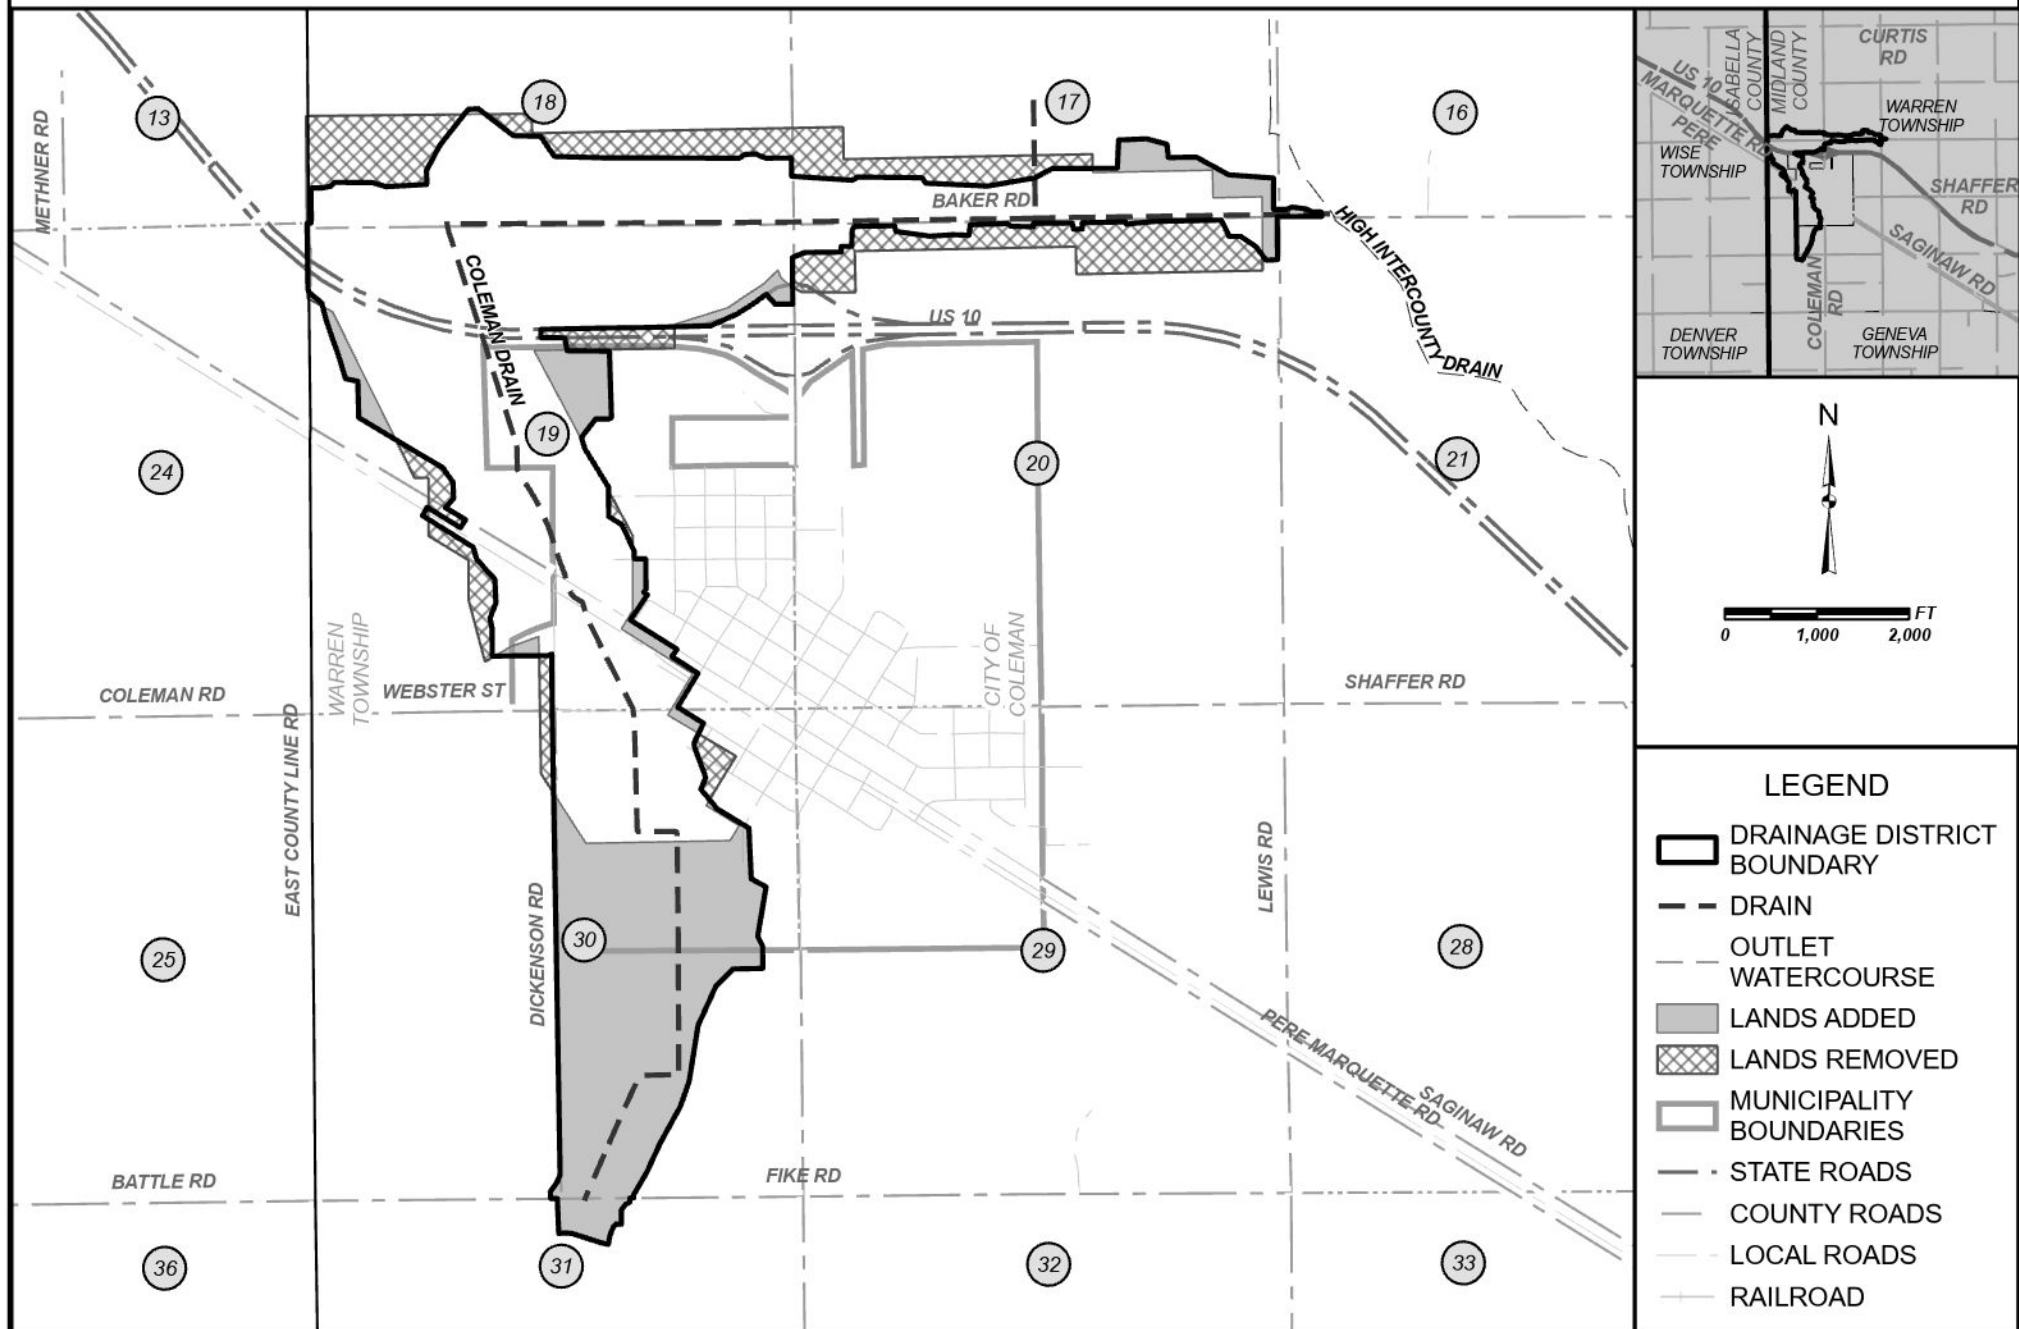 13
18
17
16
METHNER RD
BAKER RD
HIGH INTERCOUNTY DRAIN
COLEMAN DRAIN
US 10
19
24
20
21
WARREN
TOWNSHIP
CITY OF
COLEMAN
COLEMAN RD
WEBSTER ST
SHAFFER RD
EAST COUNTY LINE RD
LEWIS RD
DICKENSON RD
25
30
29
28
PERE MARQUETTE RD
SAGINAW RD
BATTLE RD
FIKE RD
36
31
32
33
ISABELLA
COUNTY
MIDLAND
COUNTY
CURTIS
RD
US 10
MARQUETTE RD
PERE
WARREN
TOWNSHIP
WISE
TOWNSHIP
SHAFFER
RD
SAGINAW RD
COLEMAN
RD
DENVER
TOWNSHIP
GENEVA
TOWNSHIP
N
FT
0 1,000 2,000
LEGEND
DRAINAGE DISTRICT
BOUNDARY
DRAIN
OUTLET
WATERCOURSE
LANDS ADDED
LANDS REMOVED
MUNICIPALITY
BOUNDARIES
STATE ROADS
COUNTY ROADS
LOCAL ROADS
RAILROAD